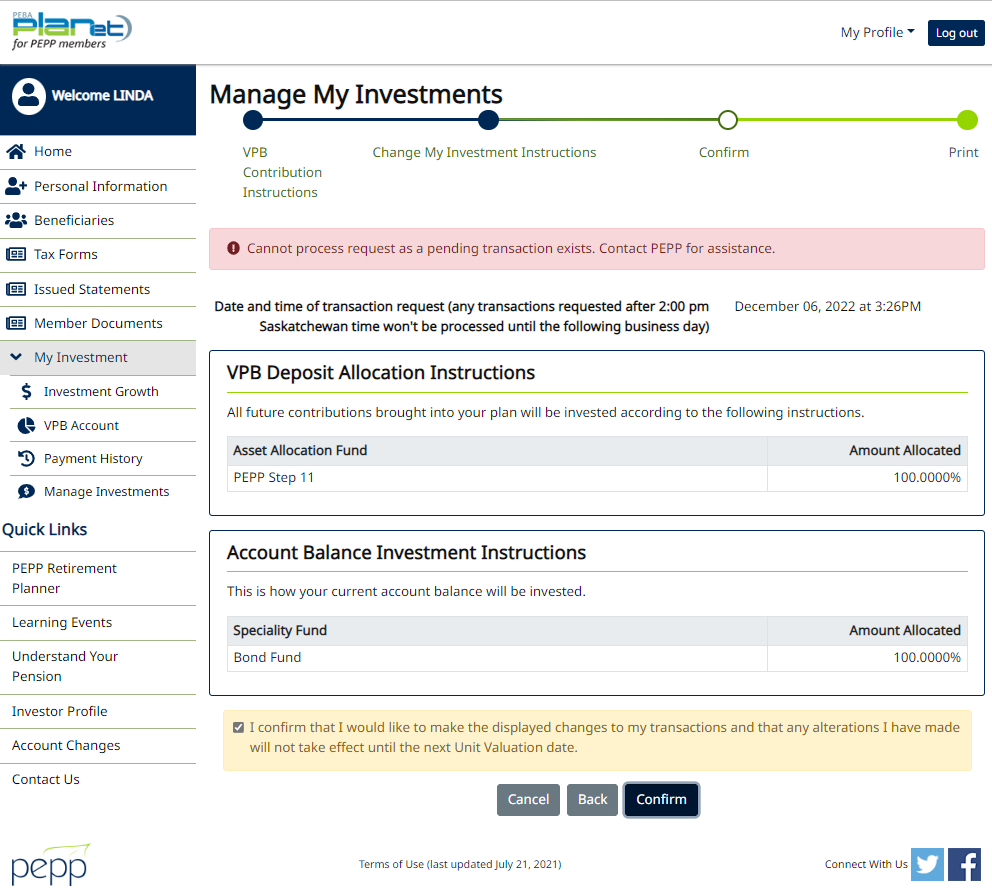 PEBA
planet
for PEPP members
My Profile
Log out
Welcome LINDA
Home
Personal Information
Beneficiaries
Tax Forms
Issued Statements
Member Documents
My Investment
Investment Growth
VPB Account
Payment History
Manage Investments
Quick Links
PEPP Retirement
Planner
Learning Events
Understand Your
Pension
Investor Profile
Account Changes
Contact Us
Manage My Investments
VPB
Contribution
Instructions
Change My Investment Instructions
Confirm
Print
Cannot process request as a pending transaction exists. Contact PEPP for assistance.
Date and time of transaction request (any transactions requested after 2:00 pm
Saskatchewan time won't be processed until the following business day)
December 06, 2022 at 3:26PM
VPB Deposit Allocation Instructions
All future contributions brought into your plan will be invested according to the following instructions.
Asset Allocation Fund Amount Allocated
PEPP Step 11 100.0000%
Account Balance Investment Instructions
This is how your current account balance will be invested.
Speciality Fund Amount Allocated
Bond Fund 100.0000%
I confirm that I would like to make the displayed changes to my transactions and that any alterations I have made
will not take effect until the next Unit Valuation date.
Cancel Back Confirm
pepp
Terms of Use (last updated July 21, 2021)
Connect With Us